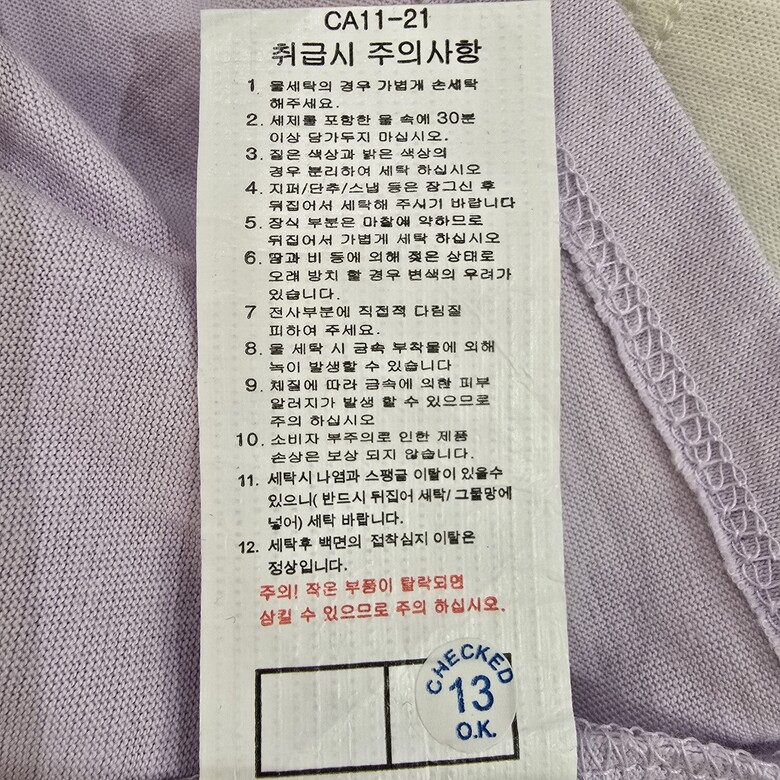 CA11-21
취급시 주의사항
1. 물세탁의 경우 가볍게 손세탁
해주세요.
2. 세제를 포함한 물 속에 30분
이상 담가두지 마십시오.
3. 짙은 색상과 밝은 색상의
경우 분리하여 세탁 하십시오
4. 지퍼/단추/스냅 등은 잠그신 후
뒤집어서 세탁해 주시기 바랍니다
5. 장식 부분은 마찰에 약하므로
뒤집어서 가볍게 세탁 하십시오
6. 땀과 비 등에 의해 젖은 상태로
오래 방치 할 경우 변색의 우려가
있습니다.
7 전사부분에 직접적 다림질
피하여 주세요.
8. 물 세탁 시 금속 부착물에 의해
녹이 발생할 수 있습니다
9. 체질에 따라 금속에 의한 피부
알러지가 발생 할 수 있으므로
주의 하십시오
10. 소비자 부주의로 인한 제품
손상은 보상 되지 않습니다.
11. 세탁시 나염과 스팽글 이탈이 있을수
있으니( 반드시 뒤집어 세탁/ 그물망에
넣어) 세탁 바랍니다.
12. 세탁후 백면의 접착심지 이탈은
정상입니다.
주의! 작은 부품이 탈락되면
삼킬 수 있으므로 주의 하십시오.
CHECKED
13
O.K.